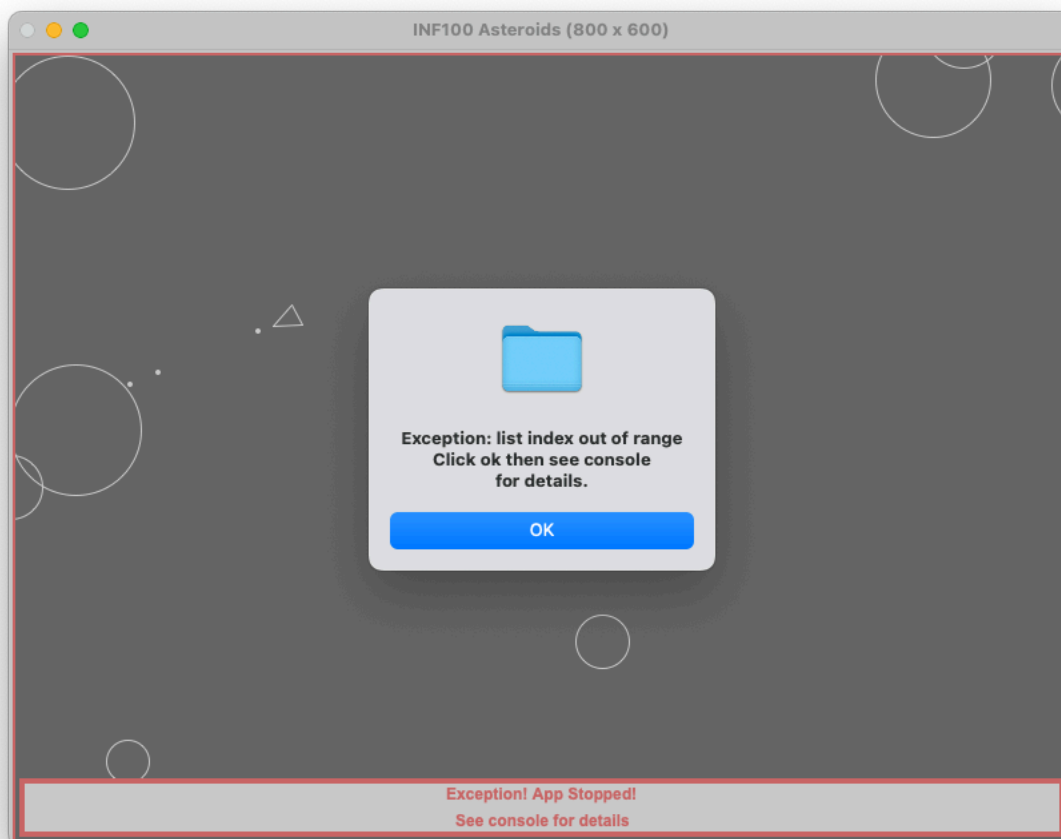 INF100 Asteroids (800 x 600)
Exception: list index out of range
Click ok then see console
for details.
OK
Exception! App Stopped!
See console for details